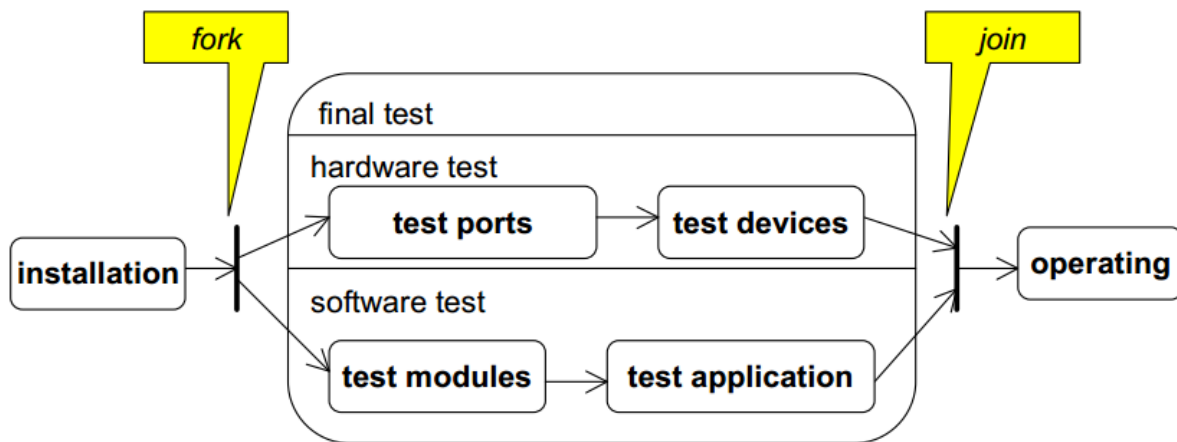 fork
join
final test
hardware test
test ports
test devices
installation
operating
software test
test modules
test application